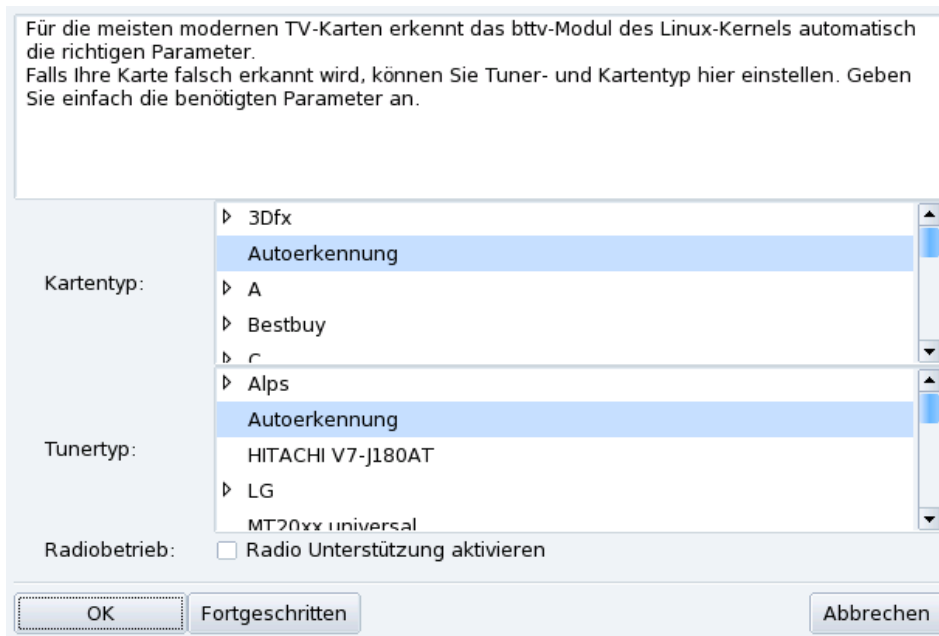 Für die meisten modernen TV-Karten erkennt das bttv-Modul des Linux-Kernels automatisch
die richtigen Parameter.
Falls Ihre Karte falsch erkannt wird, können Sie Tuner- und Kartentyp hier einstellen. Geben
Sie einfach die benötigten Parameter an.
Kartentyp:
3Dfx
Autoerkennung
A
Bestbuy
C
Tunertyp:
Alps
Autoerkennung
HITACHI V7-J180AT
LG
MT20xx universal
Radiobetrieb:
Radio Unterstützung aktivieren
OK
Fortgeschritten
Abbrechen